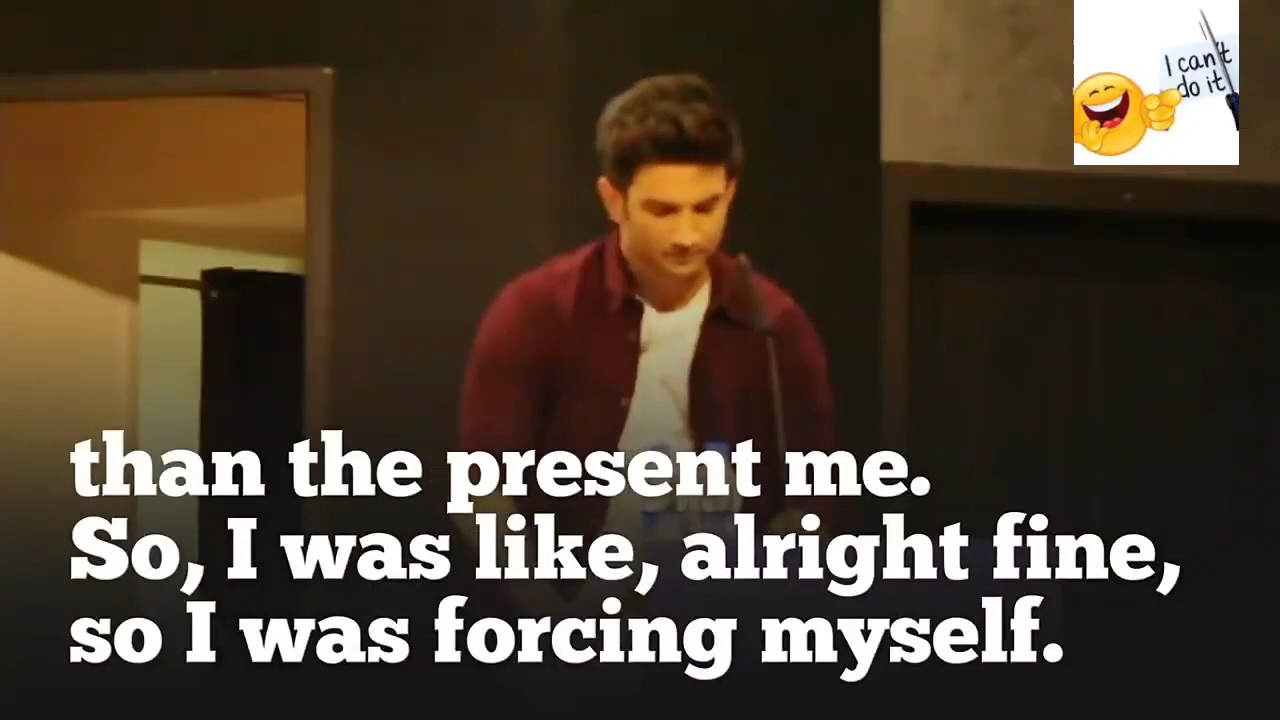 I can't
do it
than the present me.
So, I was like, alright fine,
so I was forcing myself.